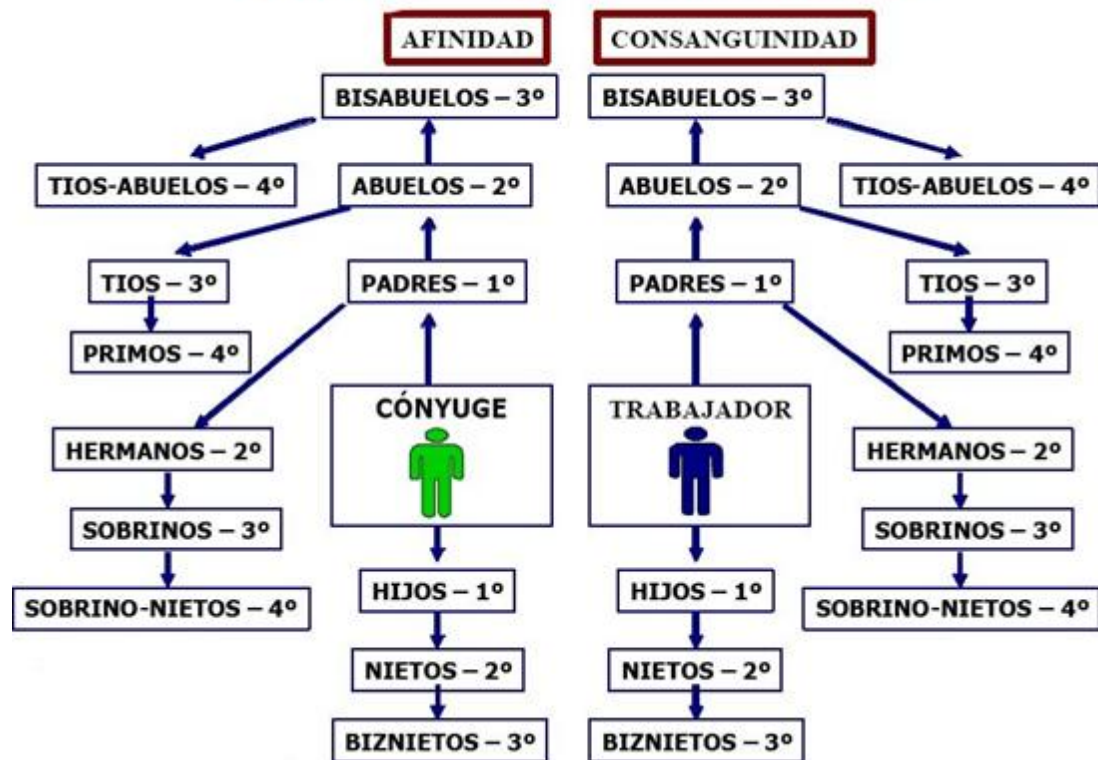 AFINIDAD
CONSANGUINIDAD
BISABUELOS – 3º
BISABUELOS – 3º
TIOS-ABUELOS – 4º
ABUELOS – 2º
ABUELOS – 2º
TIOS-ABUELOS – 4º
TIOS – 3º
PADRES – 1º
PADRES – 1º
TIOS – 3º
PRIMOS – 4º
PRIMOS – 4º
CÓNYUGE
TRABAJADOR
HERMANOS – 2º
HERMANOS – 2º
SOBRINOS – 3º
SOBRINOS – 3º
HIJOS – 1º
HIJOS – 1º
SOBRINO-NIETOS – 4º
SOBRINO-NIETOS – 4º
NIETOS – 2º
NIETOS – 2º
BIZNIETOS – 3º
BIZNIETOS – 3º